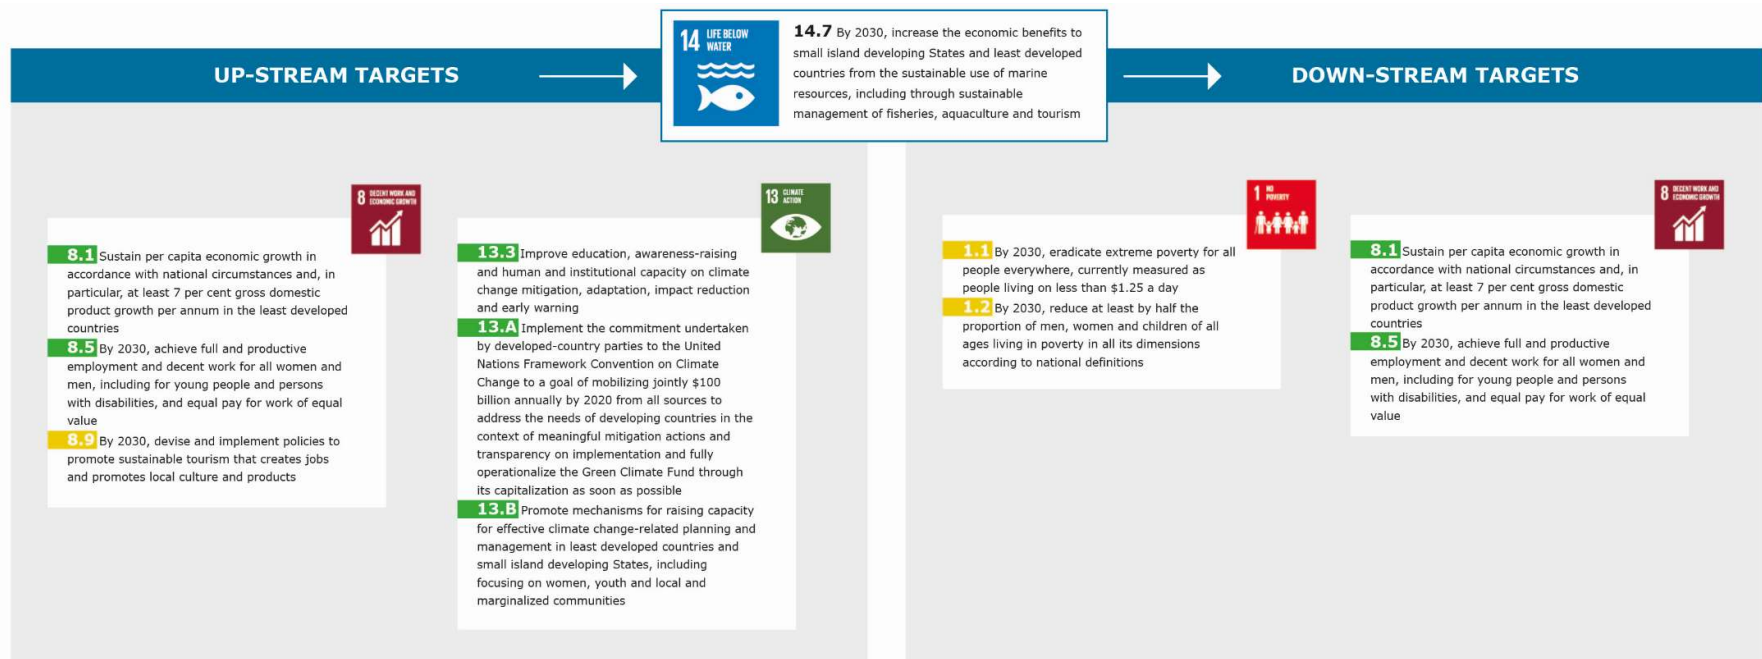 UP-STREAM TARGETS
14 LIFE BELOW
WATER
14.7 By 2030, increase the economic benefits to
small island developing States and least developed
countries from the sustainable use of marine
resources, including through sustainable
management of fisheries, aquaculture and tourism
DOWN-STREAM TARGETS
8 DECENT WORK AND
ECONOMIC GROWTH
8.1 Sustain per capita economic growth in
accordance with national circumstances and, in
particular, at least 7 per cent gross domestic
product growth per annum in the least developed
countries
8.5 By 2030, achieve full and productive
employment and decent work for all women and
men, including for young people and persons
with disabilities, and equal pay for work of equal
value
8.9 By 2030, devise and implement policies to
promote sustainable tourism that creates jobs
and promotes local culture and products
13 CLIMATE
ACTION
13.3 Improve education, awareness-raising
and human and institutional capacity on climate
change mitigation, adaptation, impact reduction
and early warning
13.A Implement the commitment undertaken
by developed-country parties to the United
Nations Framework Convention on Climate
Change to a goal of mobilizing jointly $100
billion annually by 2020 from all sources to
address the needs of developing countries in the
context of meaningful mitigation actions and
transparency on implementation and fully
operationalize the Green Climate Fund through
its capitalization as soon as possible
13.B Promote mechanisms for raising capacity
for effective climate change-related planning and
management in least developed countries and
small island developing States, including
focusing on women, youth and local and
marginalized communities
1 NO
POVERTY
1.1 By 2030, eradicate extreme poverty for all
people everywhere, currently measured as
people living on less than $1.25 a day
1.2 By 2030, reduce at least by half the
proportion of men, women and children of all
ages living in poverty in all its dimensions
according to national definitions
8 DECENT WORK AND
ECONOMIC GROWTH
8.1 Sustain per capita economic growth in
accordance with national circumstances and, in
particular, at least 7 per cent gross domestic
product growth per annum in the least developed
countries
8.5 By 2030, achieve full and productive
employment and decent work for all women and
men, including for young people and persons
with disabilities, and equal pay for work of equal
value